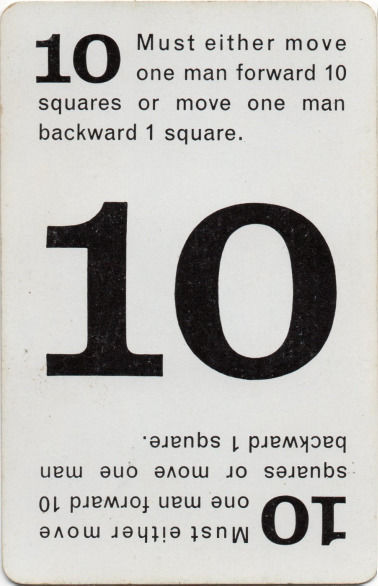 10 Must either move
one man forward 10
squares or move one man
backward 1 square.
10
10 Must either move
one man forward 10
squares or move one man
backward 1 square.